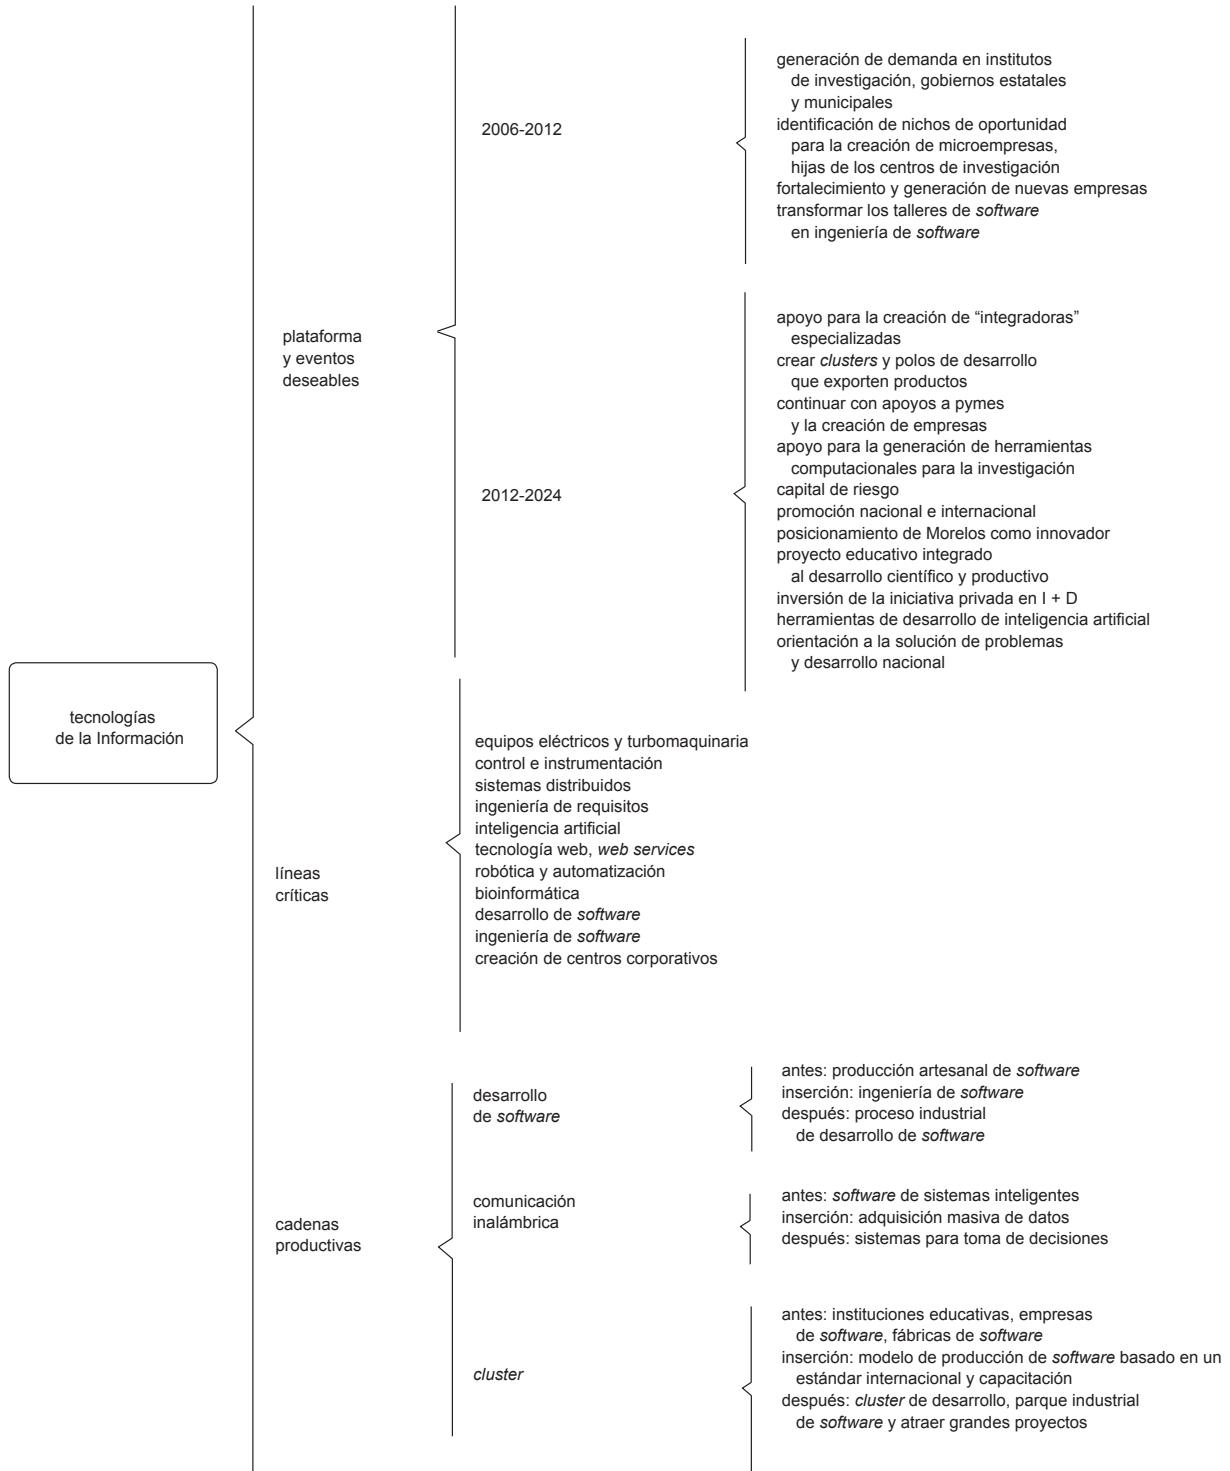 tecnologías
de la Información
plataforma
y eventos
deseables
2006-2012
generación de demanda en institutos
de investigación, gobiernos estatales
y municipales
identificación de nichos de oportunidad
para la creación de microempresas,
hijas de los centros de investigación
fortalecimiento y generación de nuevas empresas
transformar los talleres de software
en ingeniería de software
2012-2024
apoyo para la creación de “integradoras”
especializadas
crear clusters y polos de desarrollo
que exporten productos
continuar con apoyos a pymes
y la creación de empresas
apoyo para la generación de herramientas
computacionales para la investigación
capital de riesgo
promoción nacional e internacional
posicionamiento de Morelos como innovador
proyecto educativo integrado
al desarrollo científico y productivo
inversión de la iniciativa privada en I + D
herramientas de desarrollo de inteligencia artificial
orientación a la solución de problemas
y desarrollo nacional
líneas
críticas
equipos eléctricos y turbomaquinaria
control e instrumentación
sistemas distribuidos
ingeniería de requisitos
inteligencia artificial
tecnología web, web services
robótica y automatización
bioinformática
desarrollo de software
ingeniería de software
creación de centros corporativos
cadenas
productivas
desarrollo
de software
antes: producción artesanal de software
inserción: ingeniería de software
después: proceso industrial
de desarrollo de software
comunicación
inalámbrica
antes: software de sistemas inteligentes
inserción: adquisición masiva de datos
después: sistemas para toma de decisiones
cluster
antes: instituciones educativas, empresas
de software, fábricas de software
inserción: modelo de producción de software basado en un
estándar internacional y capacitación
después: cluster de desarrollo, parque industrial
de software y atraer grandes proyectos